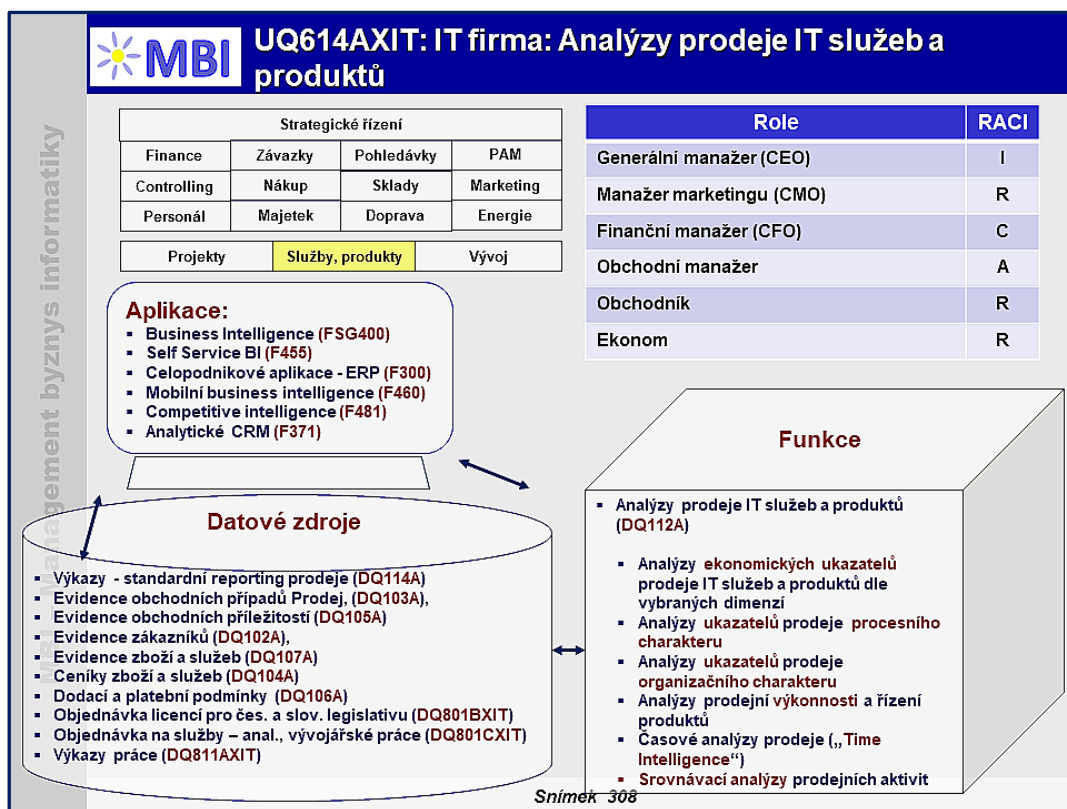 MBI
UQ614AXIT: IT firma: Analýzy prodeje IT služeb a
produktů
MBI - Management byznys informatiky
Strategické řízení
Finance Závazky Pohledávky PAM
Controlling Nákup Sklady Marketing
Personál Majetek Doprava Energie
Projekty Služby, produkty Vývoj
Role RACI
Generální manažer (CEO) I
Manažer marketingu (CMO) R
Finanční manažer (CFO) C
Obchodní manažer A
Obchodník R
Ekonom R
Aplikace:
▪ Business Intelligence (FSG400)
▪ Self Service BI (F455)
▪ Celopodnikové aplikace - ERP (F300)
▪ Mobilní business intelligence (F460)
▪ Competitive intelligence (F481)
▪ Analytické CRM (F371)
Datové zdroje
▪ Výkazy - standardní reporting prodeje (DQ114A)
▪ Evidence obchodních případů Prodej, (DQ103A),
▪ Evidence obchodních příležitostí (DQ105A)
▪ Evidence zákazníků (DQ102A),
▪ Evidence zboží a služeb (DQ107A)
▪ Ceníky zboží a služeb (DQ104A)
▪ Dodací a platební podmínky (DQ106A)
▪ Objednávka licencí pro čes. a slov. legislativu (DQ801BXIT)
▪ Objednávka na služby – anal., vývojářské práce (DQ801CXIT)
▪ Výkazy práce (DQ811AXIT)
Funkce
▪ Analýzy prodeje IT služeb a produktů
(DQ112A)
▪ Analýzy ekonomických ukazatelů
prodeje IT služeb a produktů dle
vybraných dimenzí
▪ Analýzy ukazatelů prodeje procesního
charakteru
▪ Analýzy ukazatelů prodeje
organizačního charakteru
▪ Analýzy prodejní výkonnosti a řízení
produktů
▪ Časové analýzy prodeje („Time
Intelligence“)
▪ Srovnávací analýzy prodejních aktivit
Snímek 308